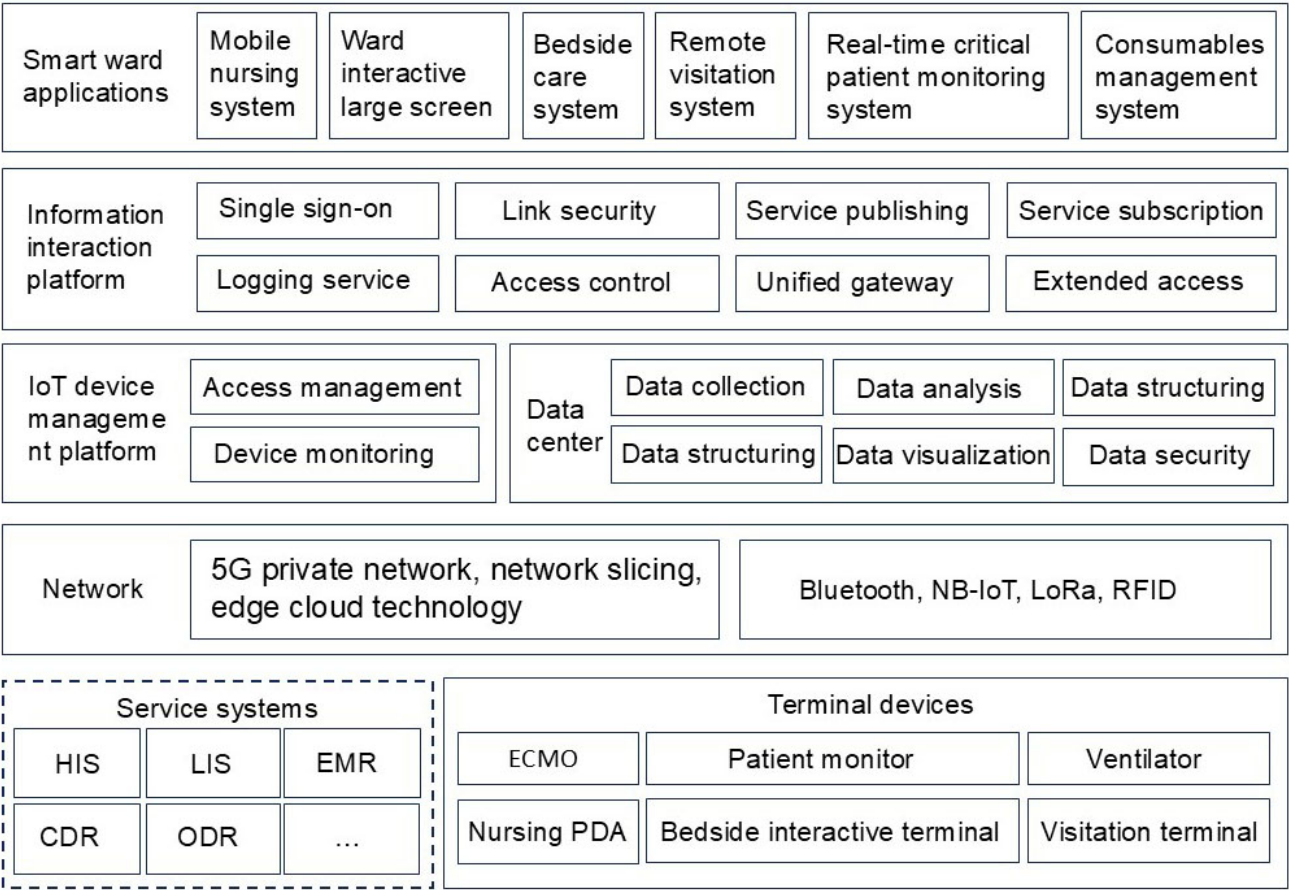 Smart ward
applications
Mobile
nursing
system
Ward
interactive
large screen
Bedside
care
system
Remote
visitation
system
Real-time critical
patient monitoring
system
Consumables
management
system
Information
interaction
platform
Single sign-on
Link security
Service publishing
Service subscription
Logging service
Access control
Unified gateway
Extended access
IoT device
manageme
nt platform
Access management
Device monitoring
Data
center
Data collection
Data analysis
Data structuring
Data structuring
Data visualization
Data security
Network
5G private network, network slicing,
edge cloud technology
Bluetooth, NB-IoT, LoRa, RFID
Service systems
HIS
LIS
EMR
CDR
ODR
...
Terminal devices
ECMO
Patient monitor
Ventilator
Nursing PDA
Bedside interactive terminal
Visitation terminal